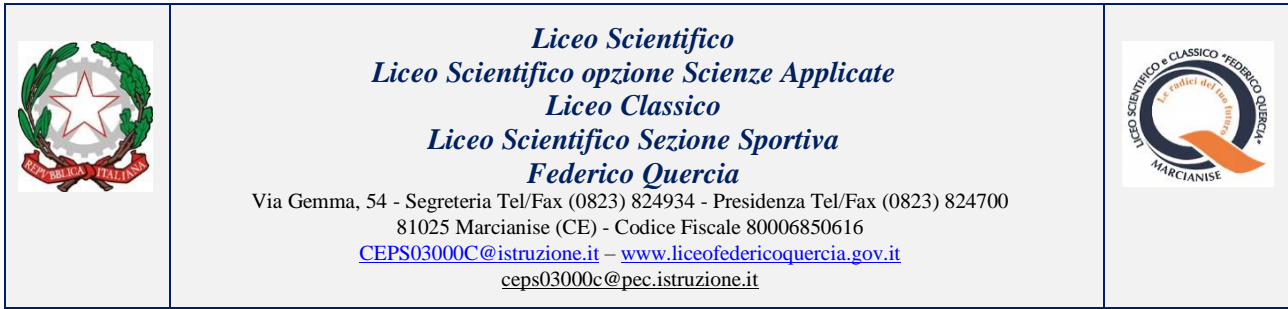 REPVBBLICA ITALIANA
Liceo Scientifico
Liceo Scientifico opzione Scienze Applicate
Liceo Classico
Liceo Scientifico Sezione Sportiva
Federico Quercia
Via Gemma, 54 - Segreteria Tel/Fax (0823) 824934 - Presidenza Tel/Fax (0823) 824700
81025 Marcianise (CE) - Codice Fiscale 80006850616
CEPS03000C@istruzione.it – www.liceofedericoquercia.gov.it
ceps03000c@pec.istruzione.it
LICEO SCIENTIFICO e CLASSICO "FEDERICO QUERCIA"
Le radici del tuo futuro
MARCIANISE